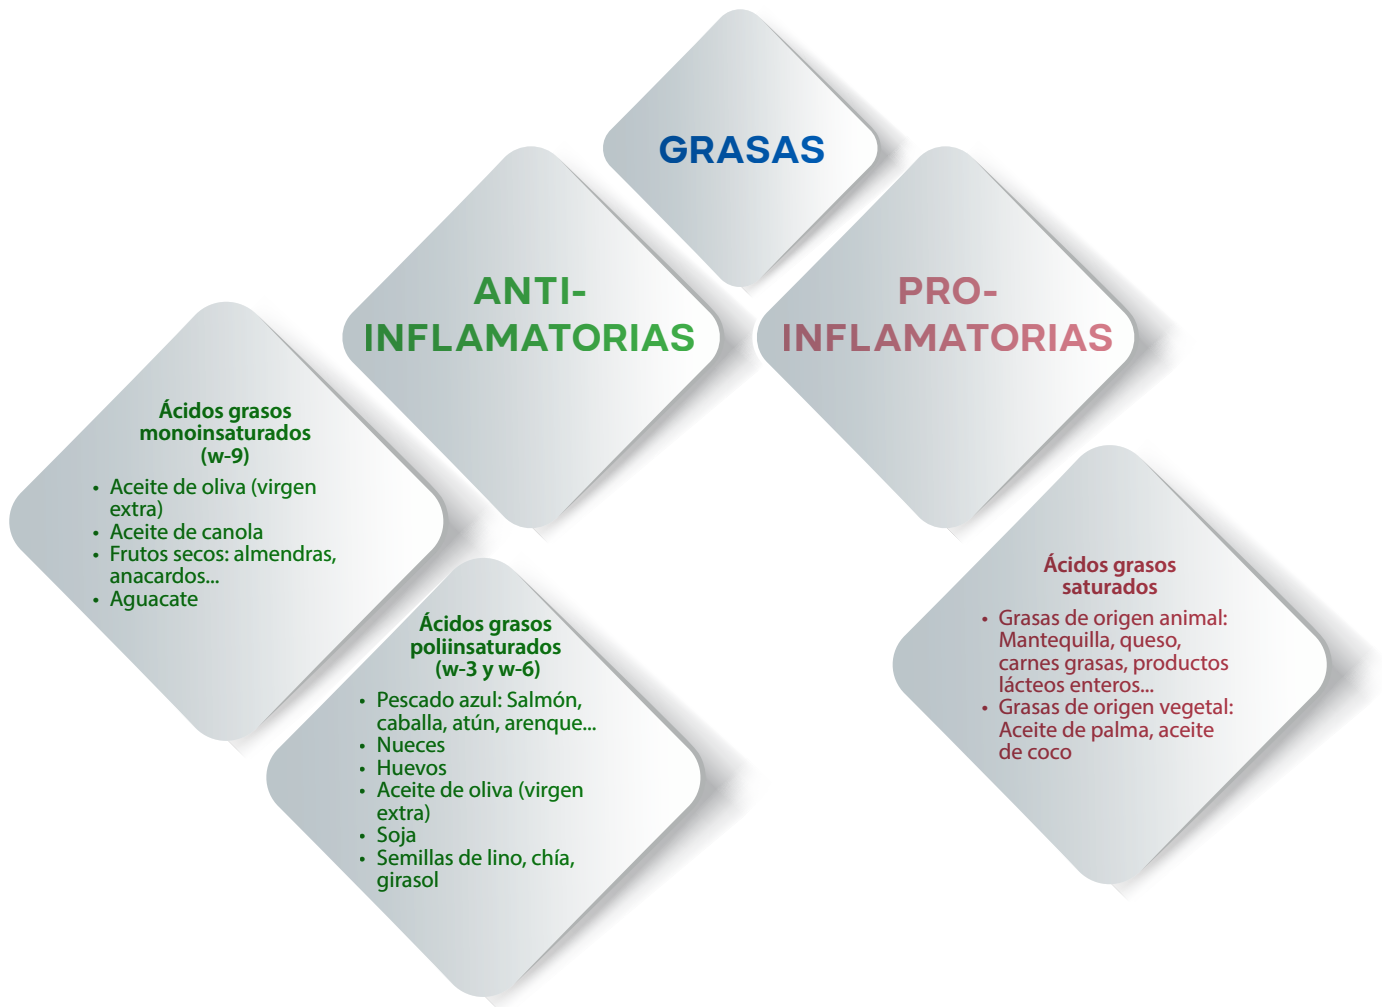 GRASAS
ANTI-
INFLAMATORIAS
PRO-
INFLAMATORIAS
Ácidos grasos
monoinsaturados
(w-9)
• Aceite de oliva (virgen
extra)
• Aceite de canola
• Frutos secos: almendras,
anacardos...
• Aguacate
Ácidos grasos
poliinsaturados
(w-3 y w-6)
• Pescado azul: Salmón,
caballa, atún, arenque...
• Nueces
• Huevos
• Aceite de oliva (virgen
extra)
• Soja
• Semillas de lino, chía,
girasol
Ácidos grasos
saturados
• Grasas de origen animal:
Mantequilla, queso,
carnes grasas, productos
lácteos enteros...
• Grasas de origen vegetal:
Aceite de palma, aceite
de coco